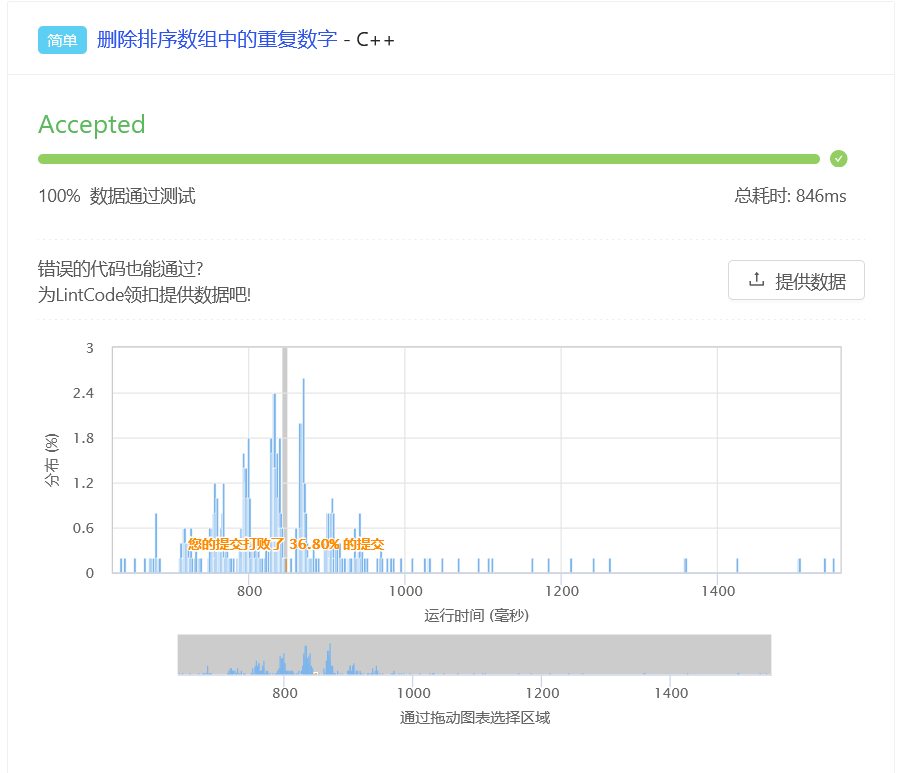 简单 删除排序数组中的重复数字 - C++
Accepted
100% 数据通过测试 总耗时: 846ms
错误的代码也能通过?
为LintCode领扣提供数据吧!
提供数据
3
2.4
1.8
1.2
0.6
0
分布 (%)
您的提交打败了 36.80% 的提交
800 1000 1200 1400
运行时间 (毫秒)
800 1000 1200 1400
通过拖动图表选择区域